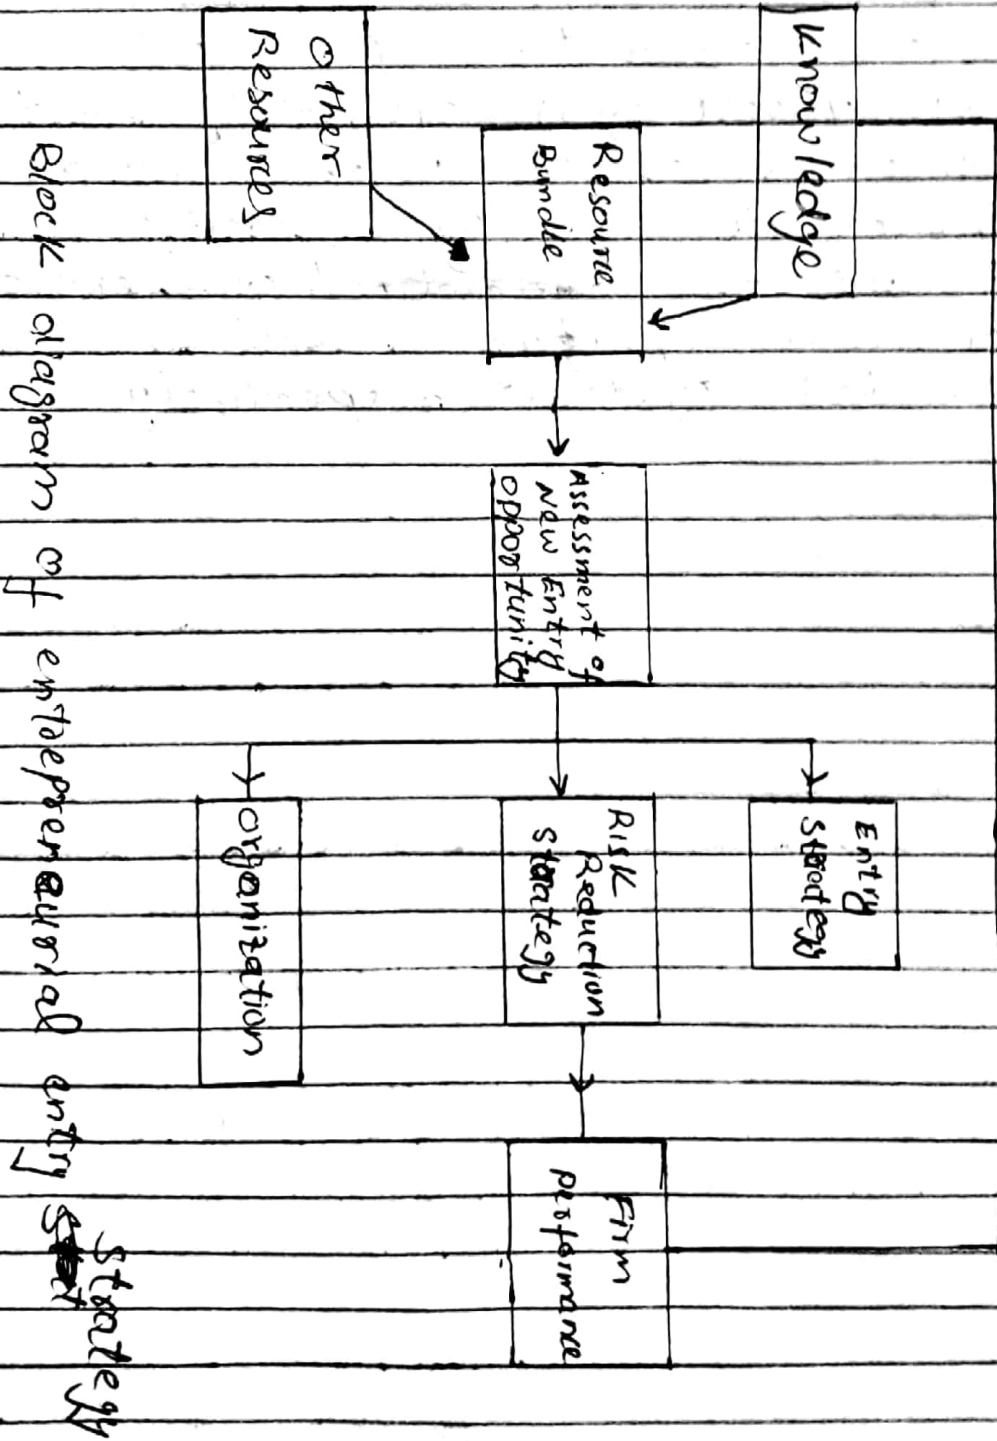 Knowledge
Resource
Bundle
Other
Resources
Assessment of
New Entry
opportunity
Entry
Strategy
Risk
Reduction
Strategy
organization
Firm
performance
Block diagram of entreprenaurial entry
Strategy